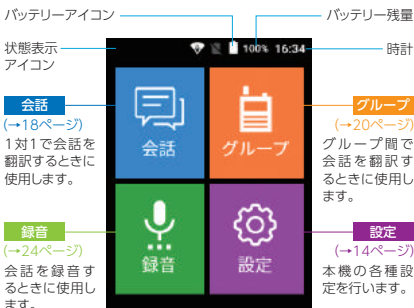 バッテリーアイコン
バッテリー残量
状態表示
アイコン
時計
100% 16:34
会話
グループ
録音
設定
会話
(→18ページ)
1対1で会話を
翻訳するときに
使用します。
グループ
(→20ページ)
グループ間で
会話を翻訳す
るときに使用し
ます。
録音
(→24ページ)
会話を録音す
るときに使用し
ます。
設定
(→14ページ)
本機の各種設
定を行います。